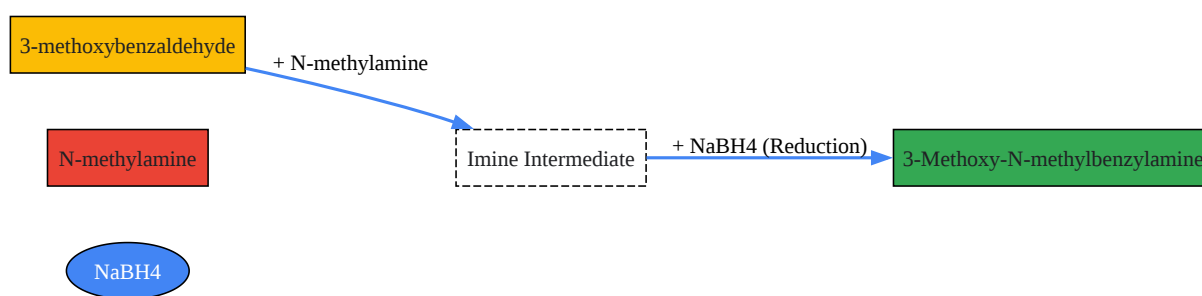 3-methoxybenzaldehyde
+ N-methylamine
N-methylamine
Imine Intermediate
+ NaBH4 (Reduction)
3-Methoxy-N-methylbenzylamine
NaBH4